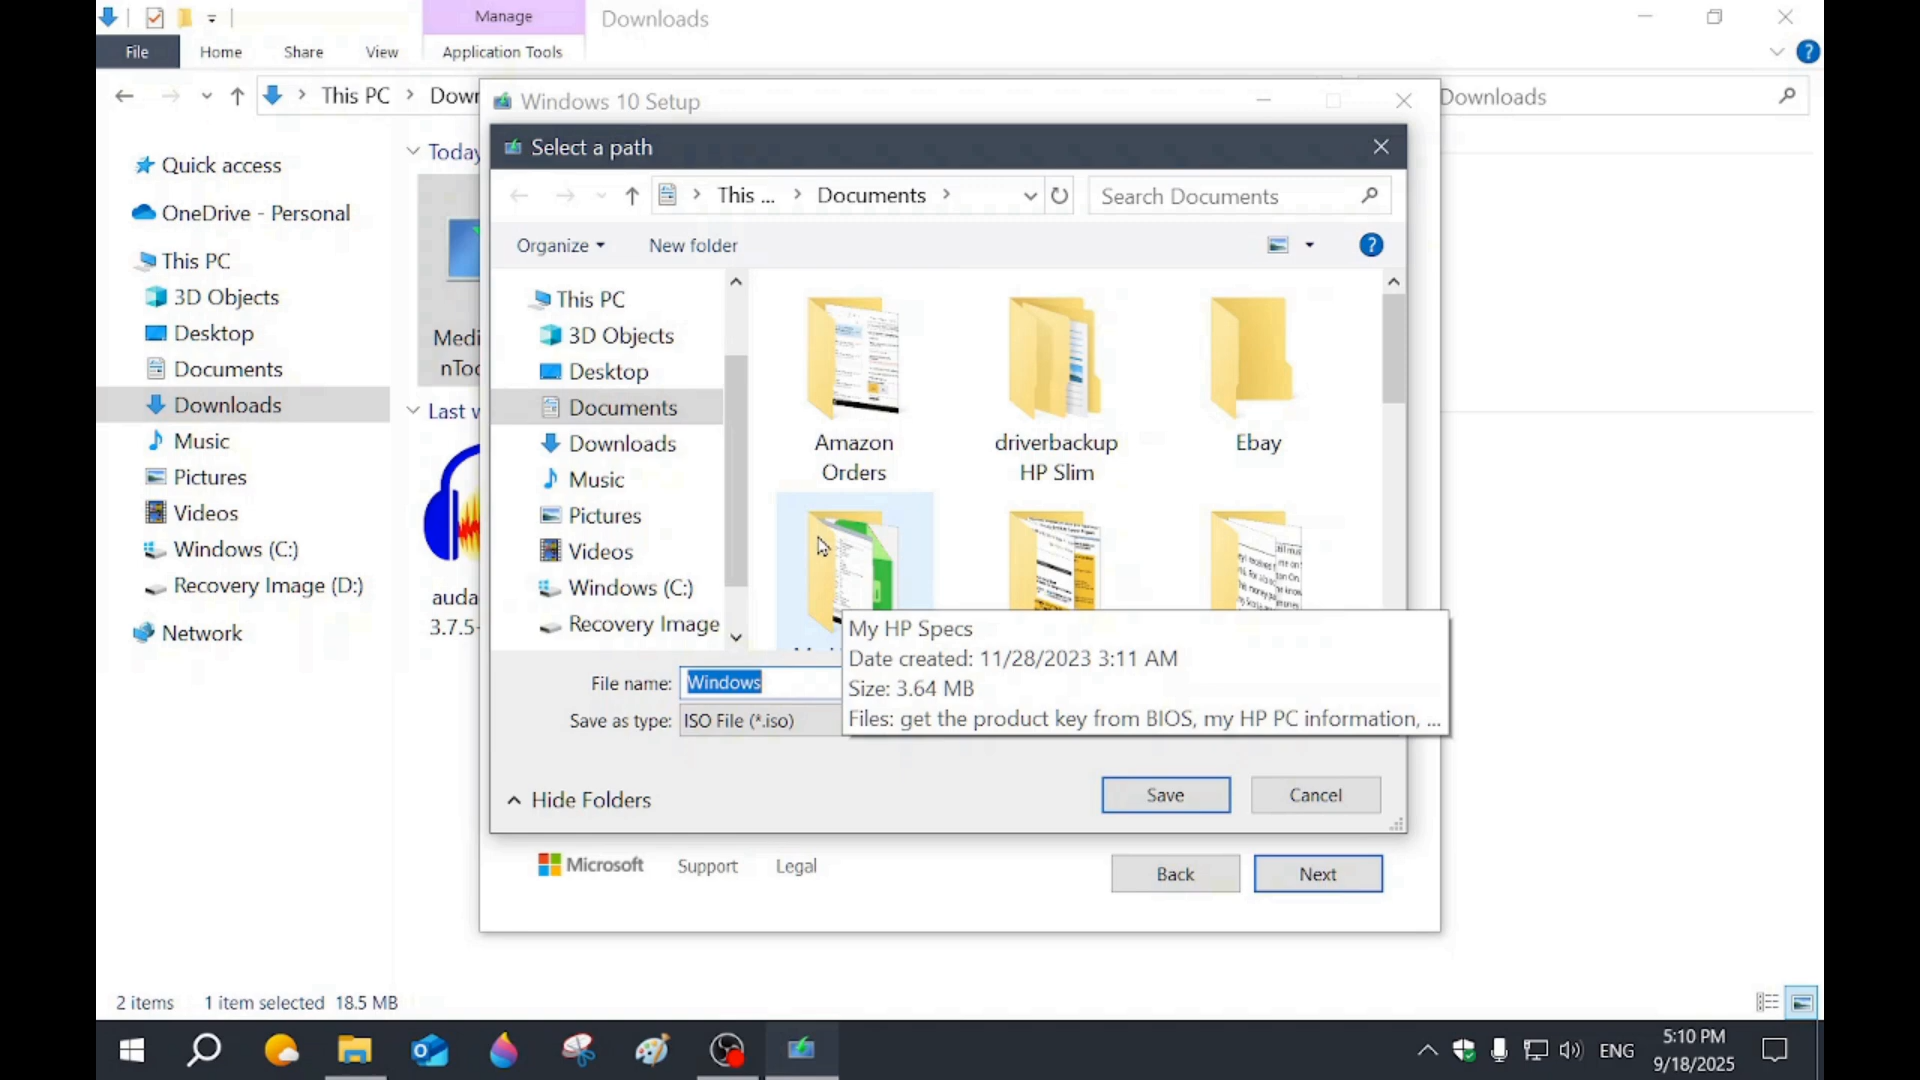 Manage
Downloads
File
Home
Share
View
Application Tools
This PC
Down
Downloads
Windows 10 Setup
Select a path
This ...
Documents
Search Documents
Organize
New folder
Quick access
OneDrive - Personal
This PC
3D Objects
Desktop
Documents
Downloads
Music
Pictures
Videos
Windows (C:)
Recovery Image (D:)
Network
Today
Medi
nToo
Last w
auda
3.7.5-
This PC
3D Objects
Desktop
Documents
Downloads
Music
Pictures
Videos
Windows (C:)
Recovery Image
Amazon
Orders
driverbackup
HP Slim
Ebay
My HP Specs
Date created: 11/28/2023 3:11 AM
Size: 3.64 MB
Files: get the product key from BIOS, my HP PC information, ...
File name:
Windows
Save as type:
ISO File (*.iso)
Hide Folders
Save
Cancel
Microsoft
Support
Legal
Back
Next
2 items
1 item selected 18.5 MB
ENG
5:10 PM
9/18/2025